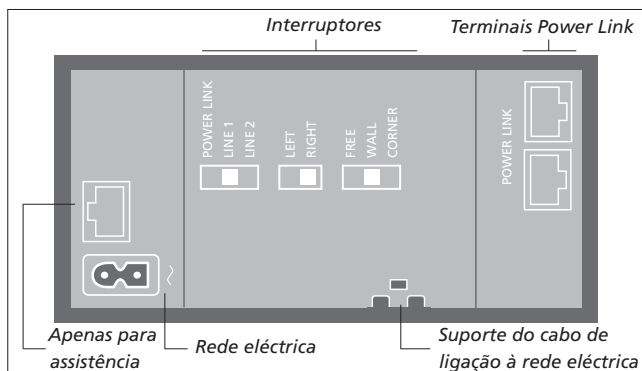 Interruptores
Terminais Power Link
POWER LINK
LINE 1
LINE 2
LEFT
RIGHT
FREE
WALL
CORNER
POWER LINK
Apenas para
assistência
Rede eléctrica
Suporte do cabo de
ligação à rede eléctrica